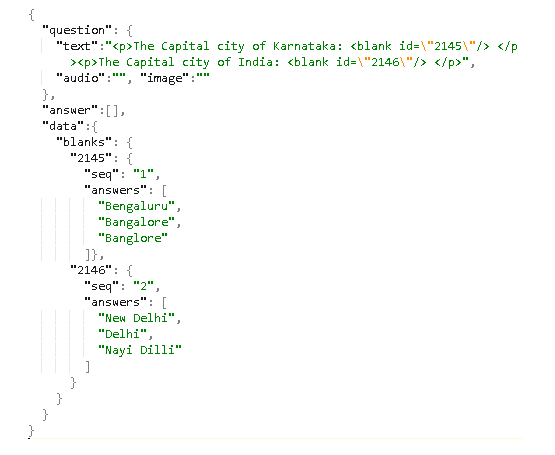 {
"question": {
"text":"<p>The Capital city of Karnataka: <blank id=\"2145\"/> </p
><p>The Capital city of India: <blank id=\"2146\"/> </p>",
"audio":"", "image":""
},
"answer":[],
"data":{
"blanks": {
"2145": {
"seq": "1",
"answers": [
"Bengaluru",
"Bangalore",
"Banglore"
]},
"2146": {
"seq": "2",
"answers": [
"New Delhi",
"Delhi",
"Nayi Dilli"
]
}
}
}
}